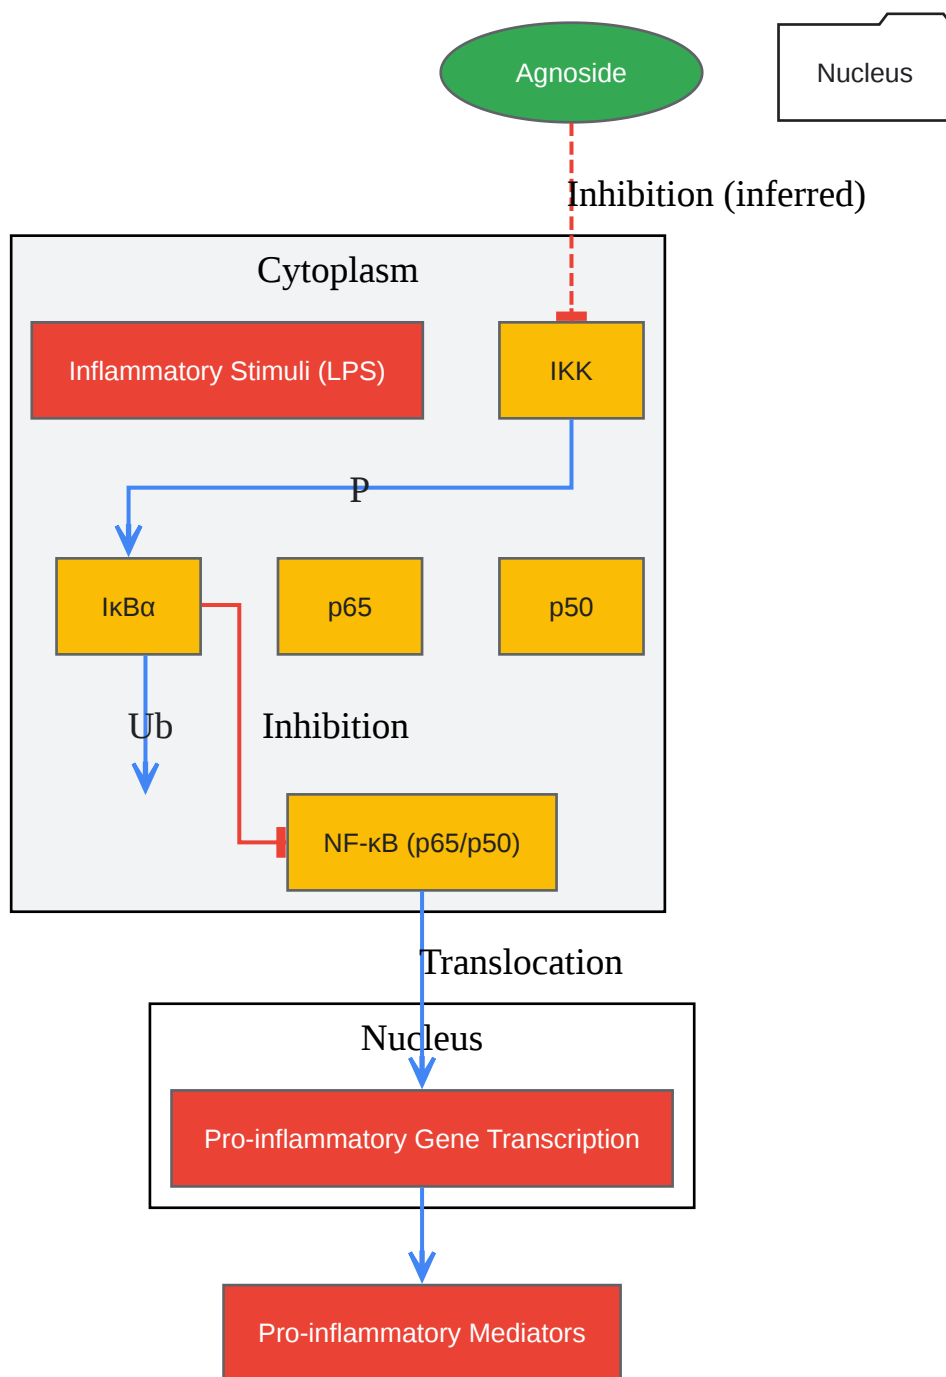 Agnoside
Nucleus
Inhibition (inferred)
Cytoplasm
Inflammatory Stimuli (LPS)
IKK
P
IκBα
p65
p50
Ub
Inhibition
NF-κB (p65/p50)
Translocation
Nucleus
Pro-inflammatory Gene Transcription
Pro-inflammatory Mediators